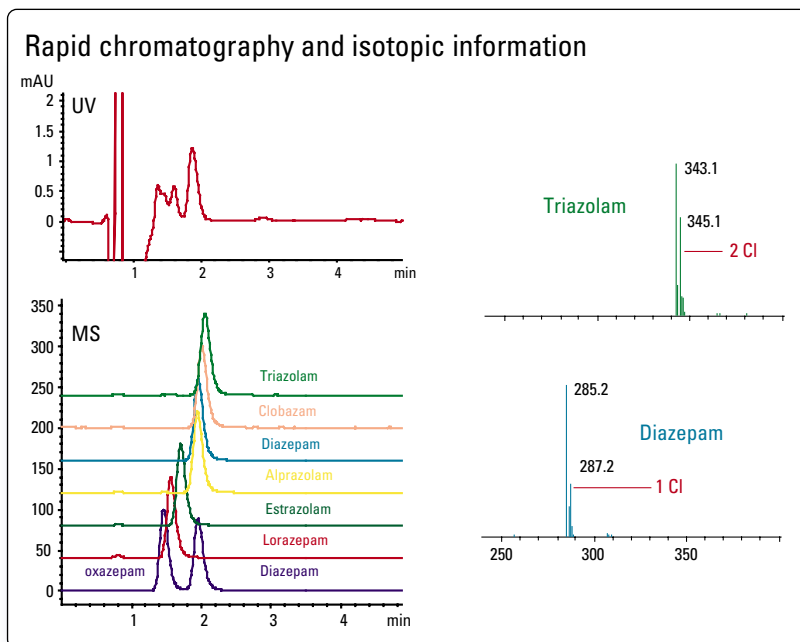 Rapid chromatography and isotopic information
mAU
UV
2
1.5
1
0.5
0
1 2 3 4 min
350
300
250
200
150
100
50
0
MS
Triazolam
Clobazam
Diazepam
Alprazolam
Estrazolam
Lorazepam
oxazepam Diazepam
1 2 3 4 min
Triazolam
343.1
345.1
2 Cl
285.2
Diazepam
287.2
1 Cl
250 300 350